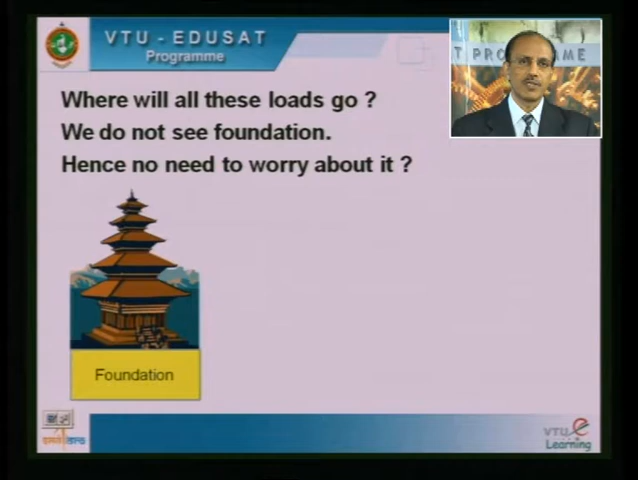 VTU - EDUSAT
Programme
T PROGRAMME
Where will all these loads go ?
We do not see foundation.
Hence no need to worry about it ?
Foundation
VTU e
Learning